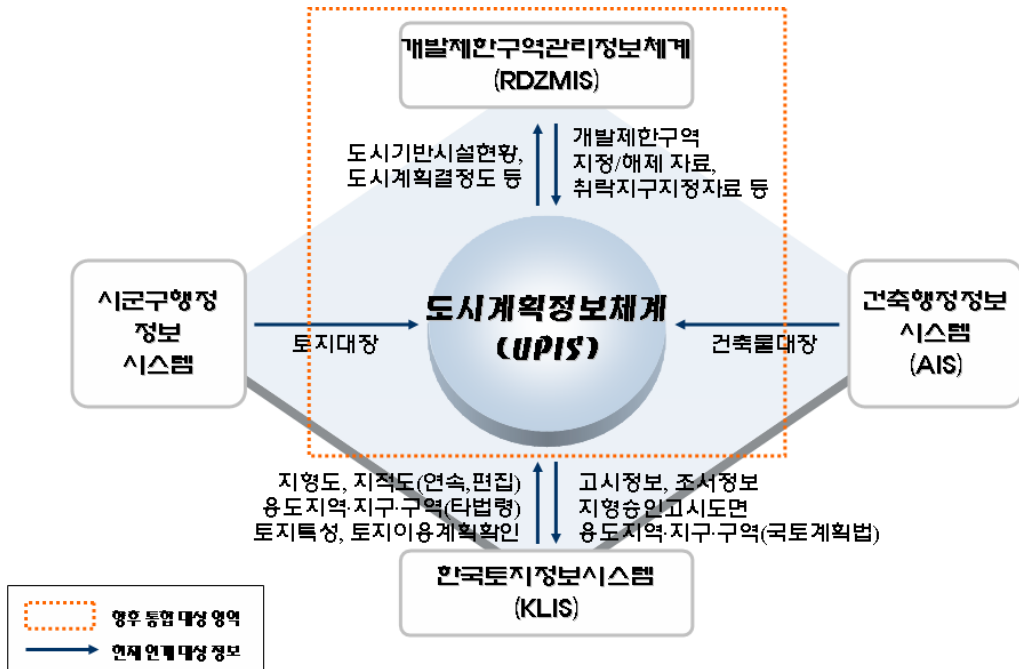 개발제한구역관리정보체계
(RDZMIS)
도시기반시설현황,
도시계획결정도 등
개발제한구역
지정/해제 자료,
취락지구지정자료 등
시군구행정
정보
시스템
토지대장
도시계획정보체계
(UPIS)
건축물대장
건축행정정보
시스템
(AIS)
지형도, 지적도(연속,편집)
용도지역·지구·구역(타법령)
토지특성, 토지이용계획확인
고시정보, 조서정보
지형승인고시도면
용도지역·지구·구역(국토계획법)
한국토지정보시스템
(KLIS)
향후 통합 대상 영역
현재 연계 대상 정보